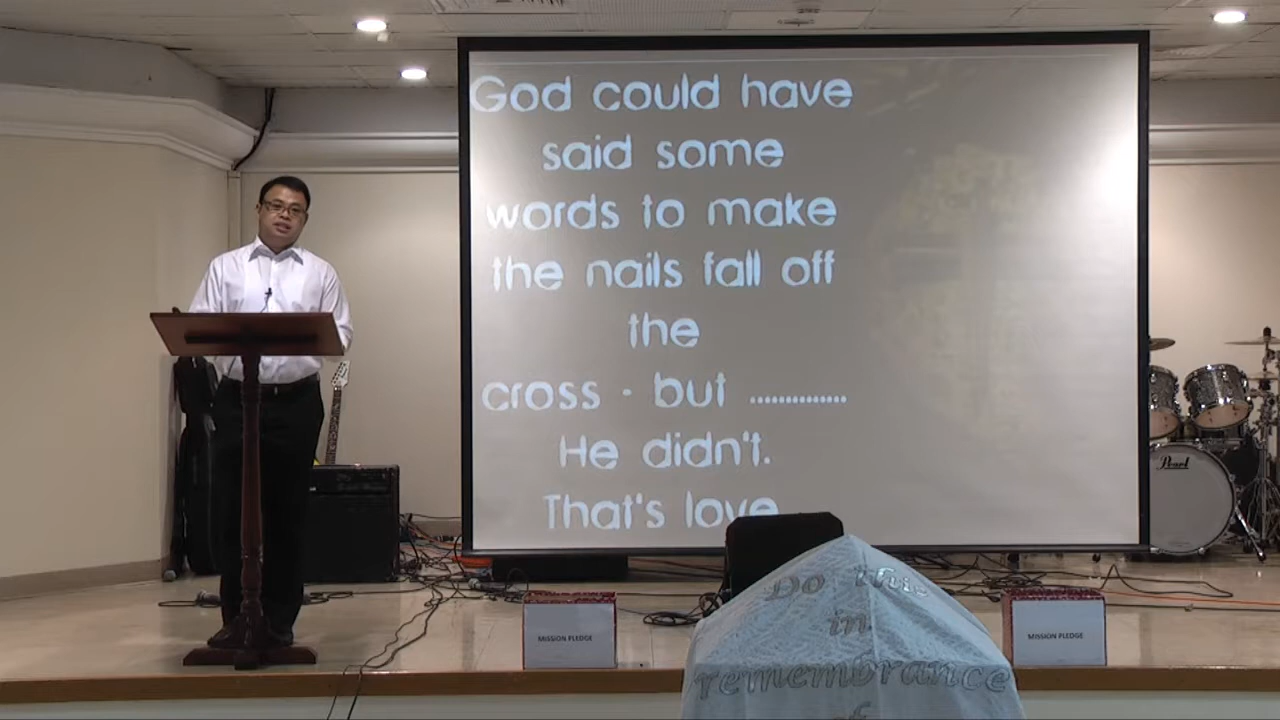 God could have
said some
words to make
the nails fall off
the
cross - but .............
He didn't.
That's love
Pearl
MISSION PLEDGE
MISSION PLEDGE
Do this
in
remembrance
of